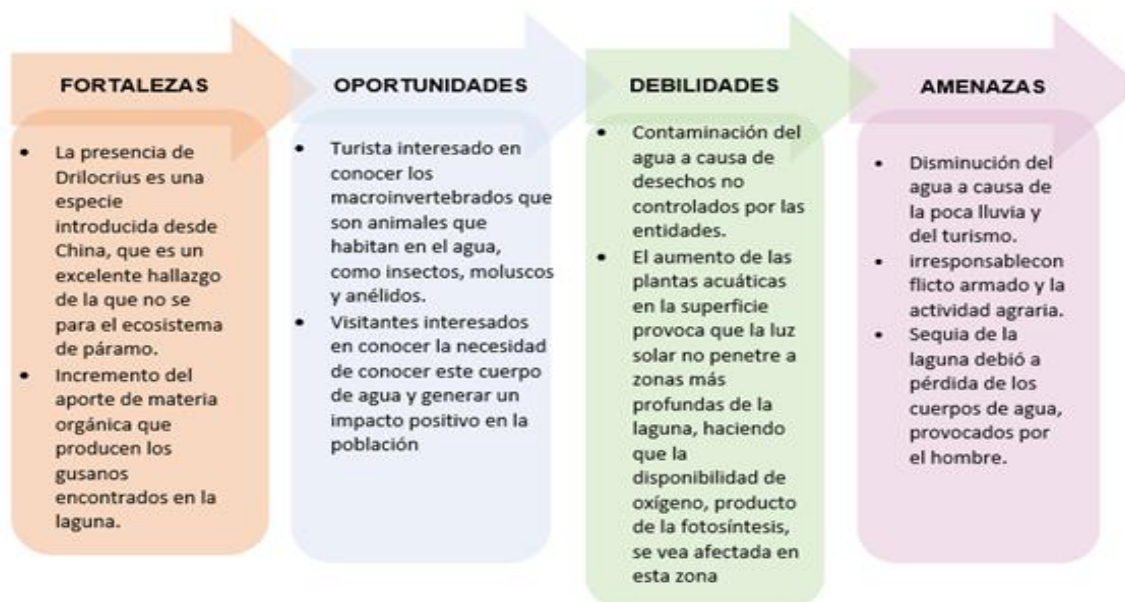 FORTALEZAS
• La presencia de
Drilocrius es una
especie
introducida desde
China, que es un
excelente hallazgo
de la que no se
para el ecosistema
de páramo.
• Incremento del
aporte de materia
orgánica que
producen los
gusanos
encontrados en la
laguna.
OPORTUNIDADES
• Turista interesado en
conocer los
macroinvertebrados que
son animales que
habitan en el agua,
como insectos, moluscos
y anélidos.
• Visitantes interesados
en conocer la necesidad
de conocer este cuerpo
de agua y generar un
impacto positivo en la
población
DEBILIDADES
• Contaminación del
agua a causa de
desechos no
controlados por las
entidades.
• El aumento de las
plantas acuáticas
en la superficie
provoca que la luz
solar no penetre a
zonas más
profundas de la
laguna, haciendo
que la
disponibilidad de
oxígeno, producto
de la fotosíntesis,
se vea afectada en
esta zona
AMENAZAS
• Disminución del
agua a causa de
la poca lluvia y
del turismo.
• irresponsablecon
flicto armado y la
actividad agraria.
• Sequia de la
laguna debió a
pérdida de los
cuerpos de agua,
provocados por
el hombre.